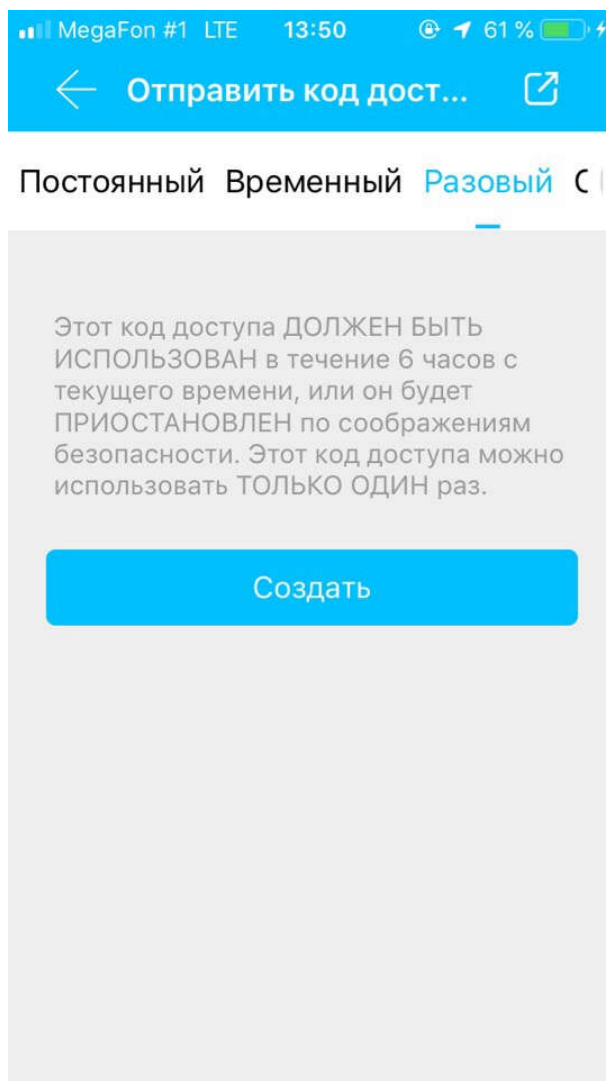 MegaFon #1 LTE 13:50 61 %
Отправить код дост...
Постоянный Временный Разовый
Этот код доступа ДОЛЖЕН БЫТЬ
ИСПОЛЬЗОВАН в течение 6 часов с
текущего времени, или он будет
ПРИОСТАНОВЛЕН по соображениям
безопасности. Этот код доступа можно
использовать ТОЛЬКО ОДИН раз.
Создать